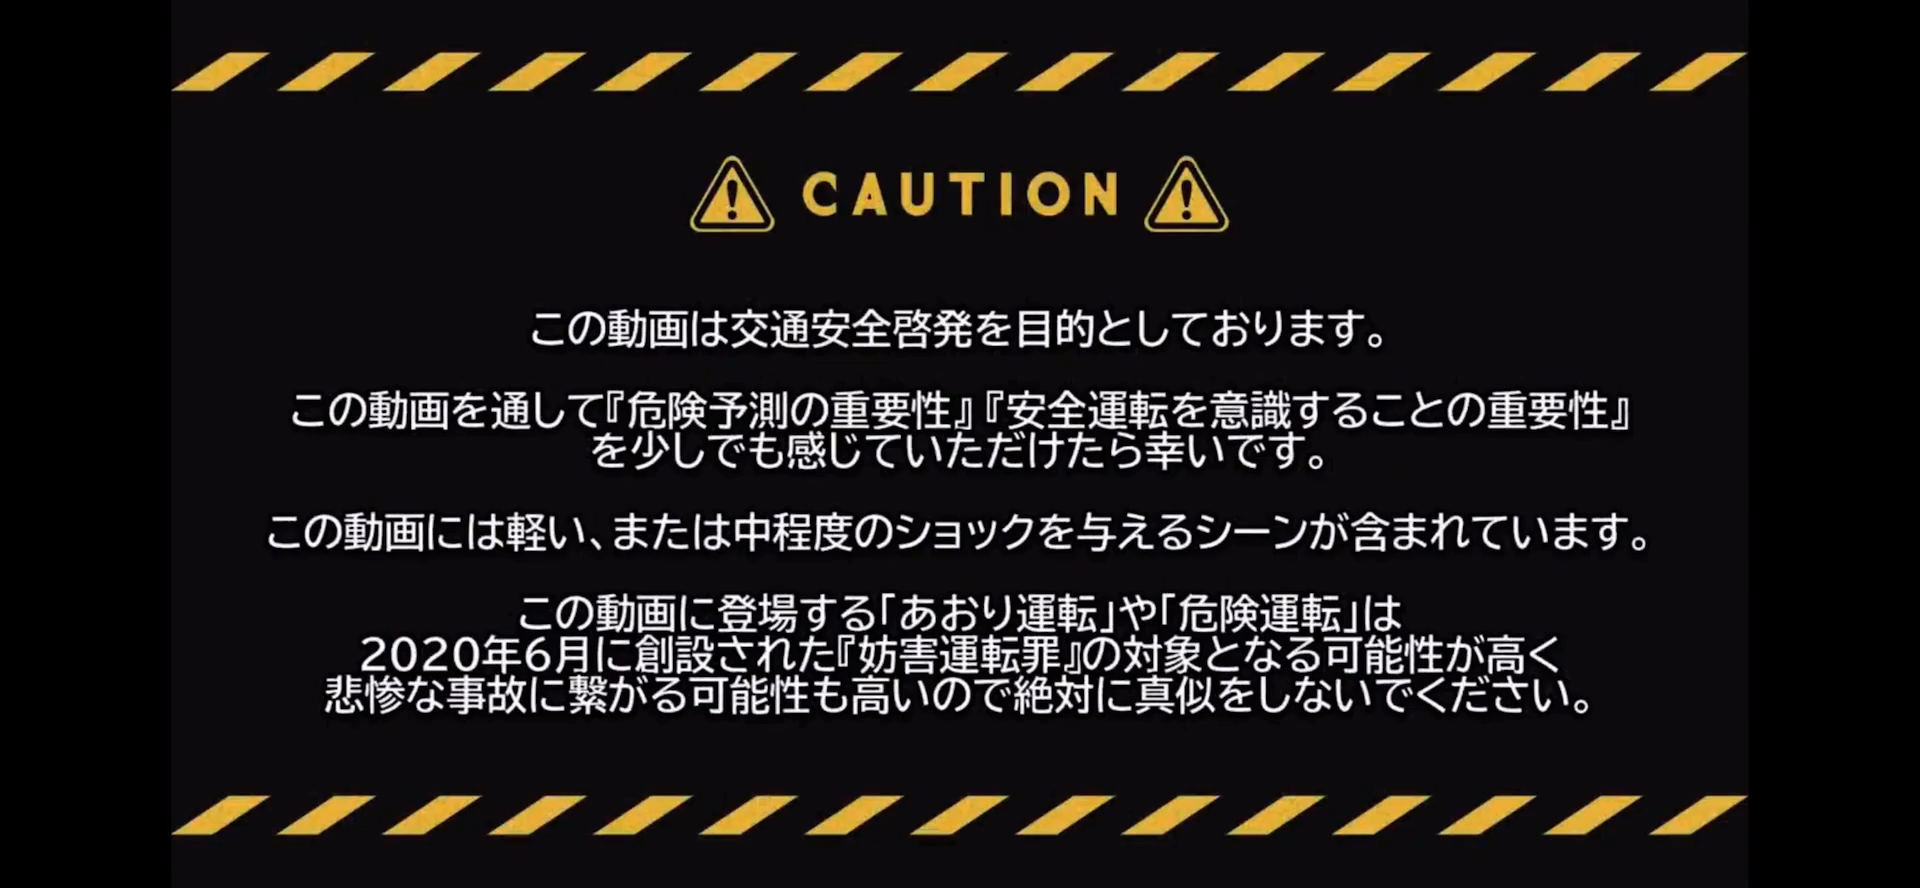 CAUTION
この動画は交通安全啓発を目的としております。
この動画を通して『危険予測の重要性』『安全運転を意識することの重要性』
を少しでも感じていただけたら幸いです。
この動画には軽い、または中程度のショックを与えるシーンが含まれています。
この動画に登場する「あおり運転」や「危険運転」は
2020年6月に創設された『妨害運転罪』の対象となる可能性が高く
悲惨な事故に繋がる可能性も高いので絶対に真似をしないでください。